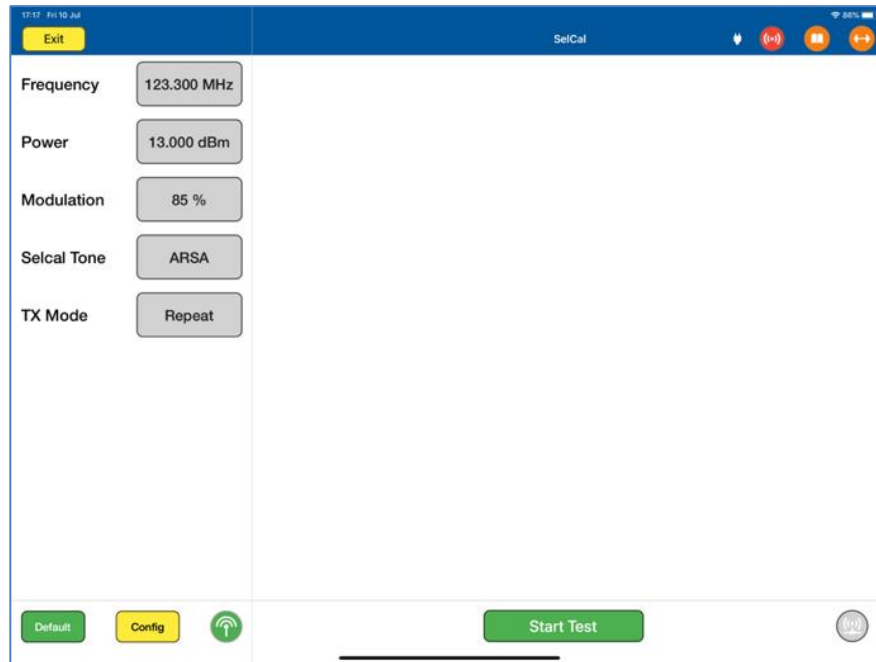 17:17 Fri 10 Jul
86%
Exit
SelCal
Frequency
123.300 MHz
Power
13.000 dBm
Modulation
85 %
Selcal Tone
ARSA
TX Mode
Repeat
Default
Config
Start Test